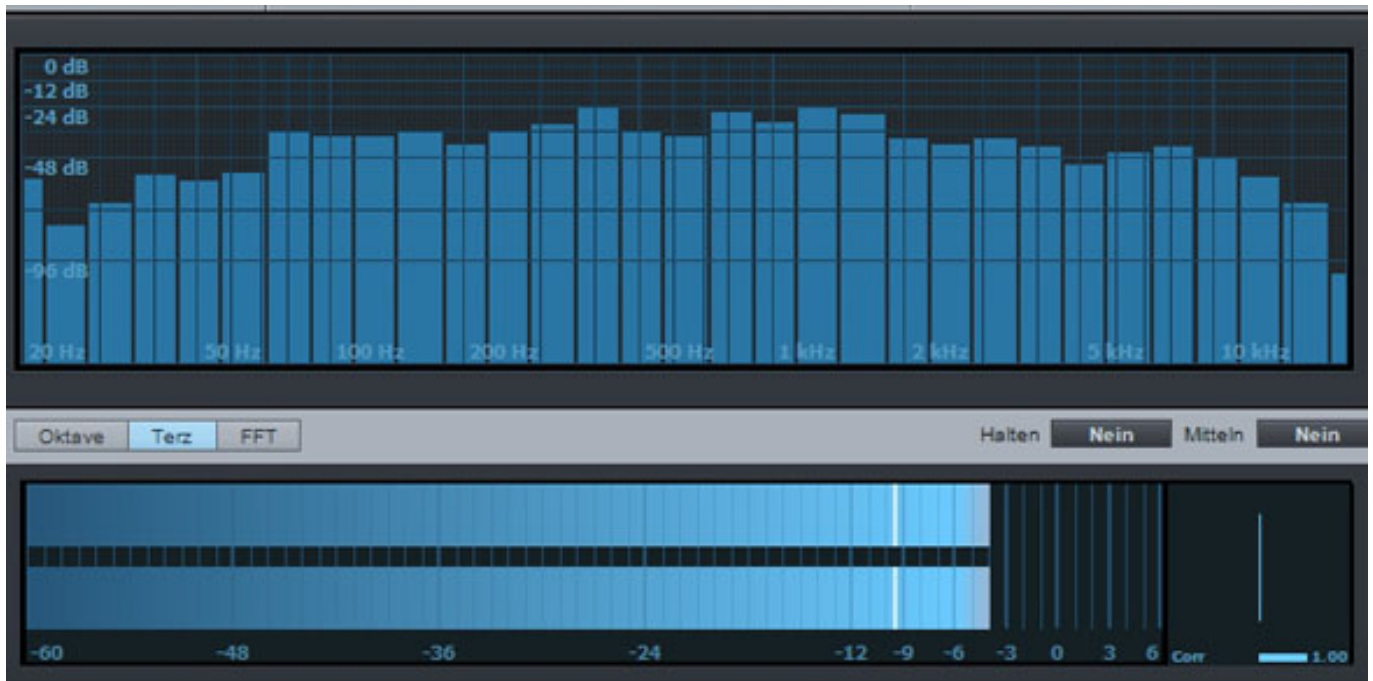 0 dB
-12 dB
-24 dB
-48 dB
-96 dB
20 Hz 50 Hz 100 Hz 200 Hz 500 Hz 1 kHz 2 kHz 5 kHz 10 kHz
Oktave Terz FFT Halten Nein Mitteln Nein
-60 -48 -36 -24 -12 -9 -6 -3 0 3 6 Corr 1.00